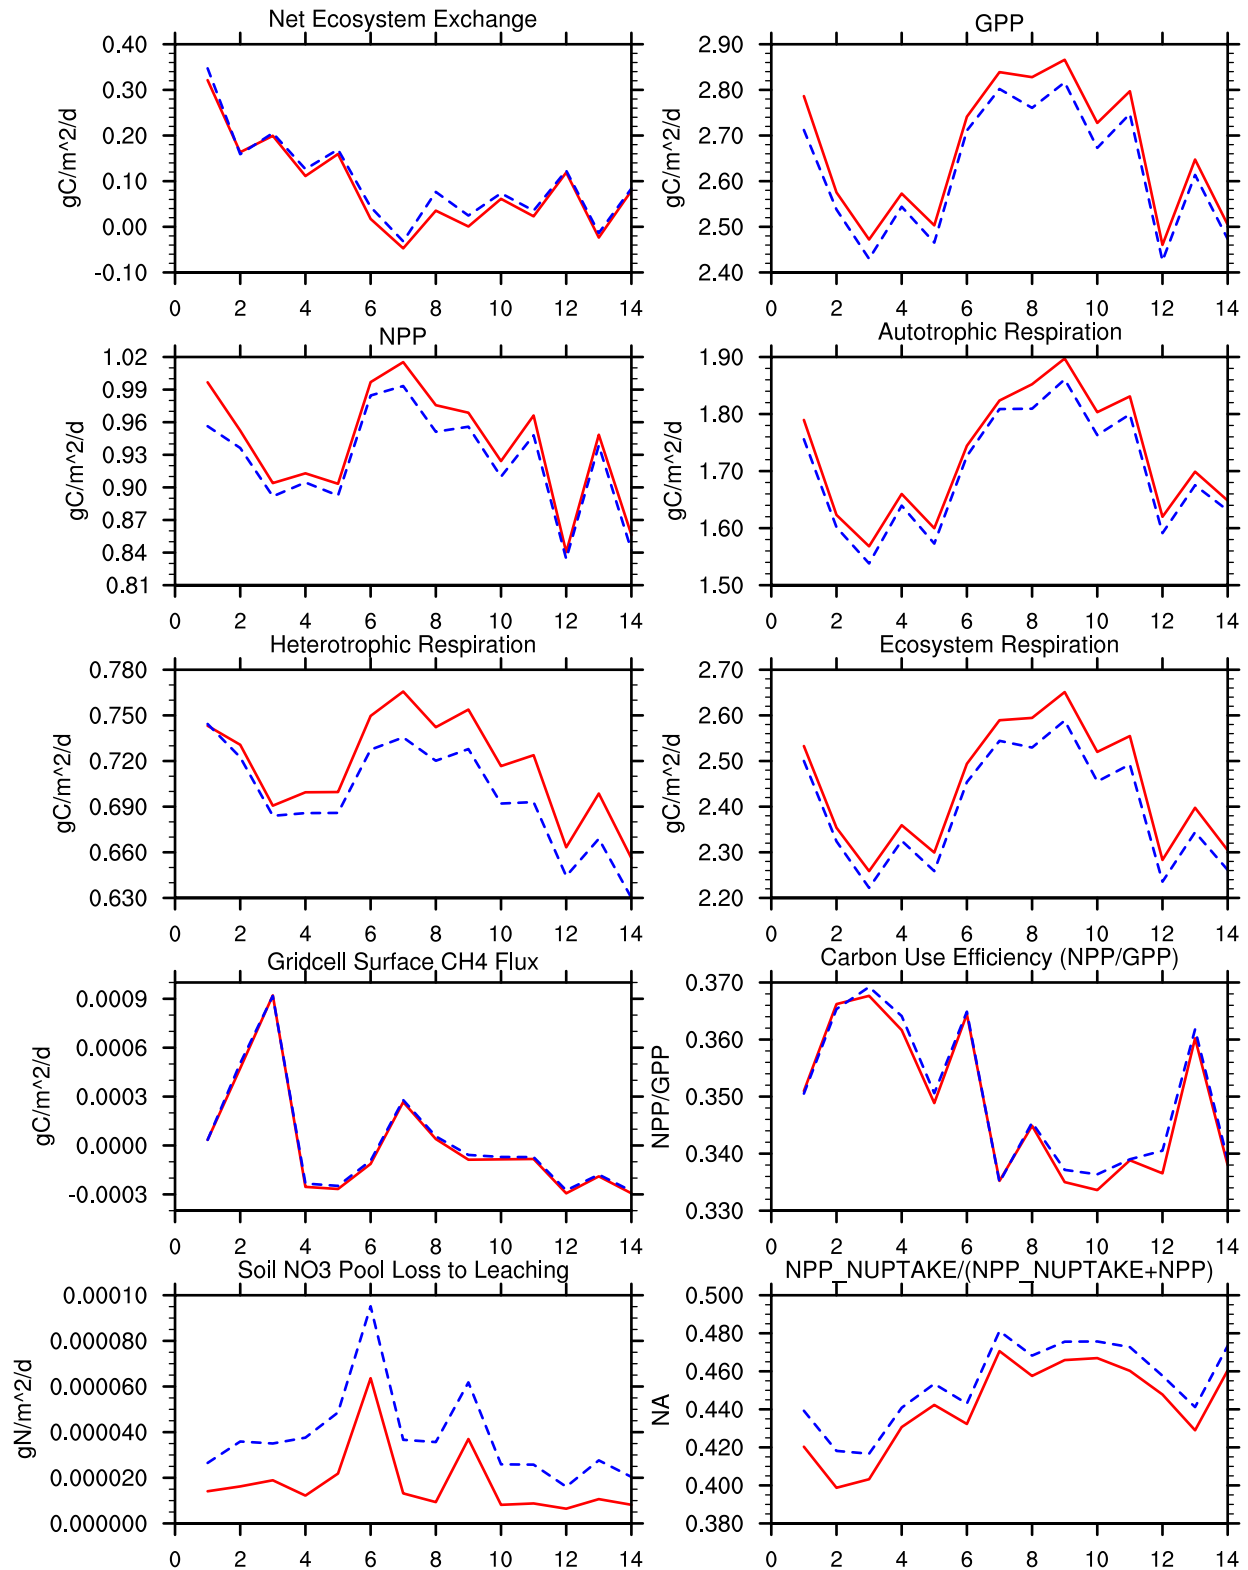 Net Ecosystem Exchange
gC/m^2/d
0.40
0.30
0.20
0.10
0.00
-0.10
0 2 4 6 8 10 12 14
GPP
gC/m^2/d
2.90
2.80
2.70
2.60
2.50
2.40
0 2 4 6 8 10 12 14
NPP
gC/m^2/d
1.02
0.99
0.96
0.93
0.90
0.87
0.84
0.81
0 2 4 6 8 10 12 14
Autotrophic Respiration
gC/m^2/d
1.90
1.80
1.70
1.60
1.50
0 2 4 6 8 10 12 14
Heterotrophic Respiration
gC/m^2/d
0.780
0.750
0.720
0.690
0.660
0.630
0 2 4 6 8 10 12 14
Ecosystem Respiration
gC/m^2/d
2.70
2.60
2.50
2.40
2.30
2.20
0 2 4 6 8 10 12 14
Gridcell Surface CH4 Flux
gC/m^2/d
0.0009
0.0006
0.0003
0.0000
-0.0003
0 2 4 6 8 10 12 14
Carbon Use Efficiency (NPP/GPP)
NPP/GPP
0.370
0.360
0.350
0.340
0.330
0 2 4 6 8 10 12 14
Soil NO3 Pool Loss to Leaching
gN/m^2/d
0.00010
0.000080
0.000060
0.000040
0.000020
0.000000
0 2 4 6 8 10 12 14
NPP_NUPTAKE/(NPP_NUPTAKE+NPP)
NA
0.500
0.480
0.460
0.440
0.420
0.400
0.380
0 2 4 6 8 10 12 14